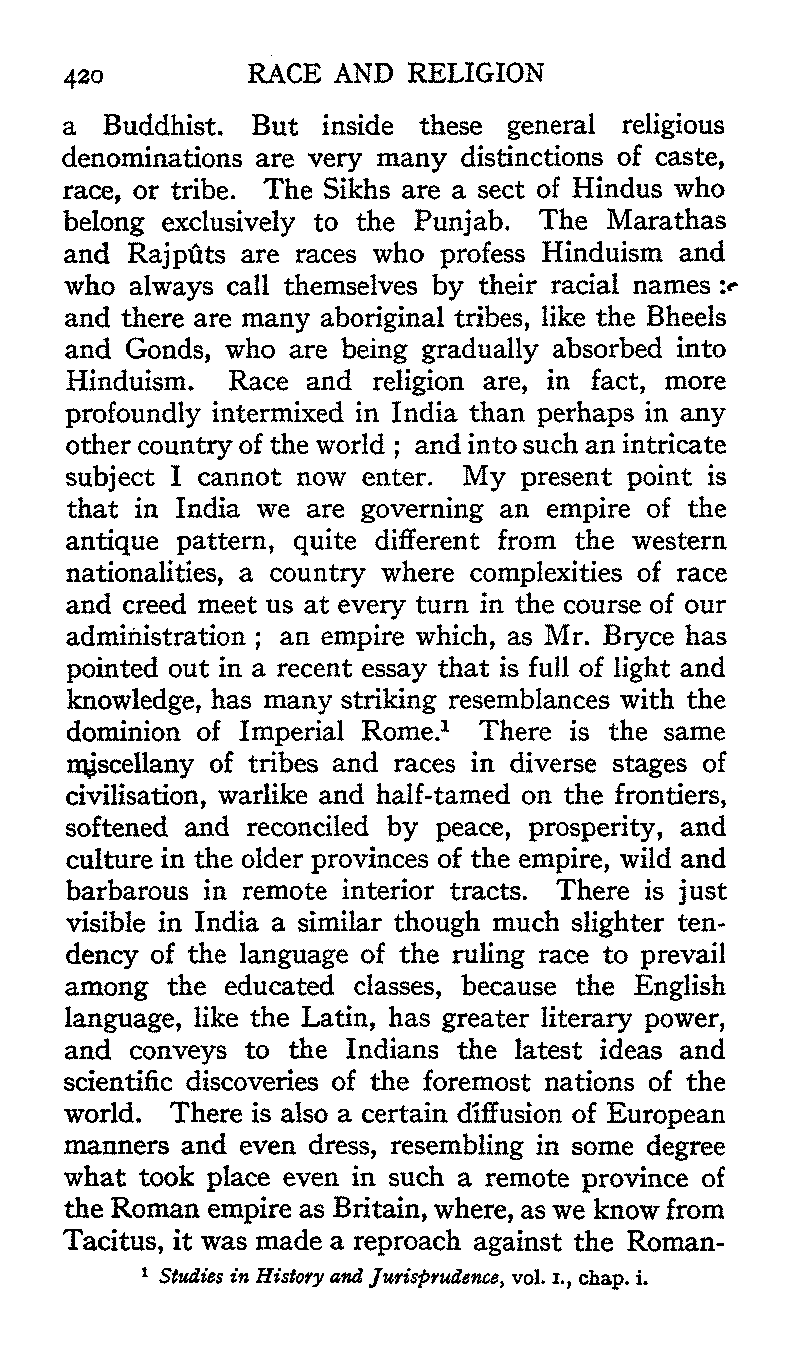 420 RACE AND RELIGION
a Buddhist. But inside these general religious
denominations are very many distinctions of caste,
race, or tribe. The Sikhs are a sect of Hindus who
belong exclusively to the Punjab. The Marathas
and Rajpûts are races who profess Hinduism and
who always call themselves by their racial names :
and there are many aboriginal tribes, like the Bheels
and Gonds, who are being gradually absorbed into
Hinduism. Race and religion are, in fact, more
profoundly intermixed in India than perhaps in any
other country of the world ; and into such an intricate
subject I cannot now enter. My present point is
that in India we are governing an empire of the
antique pattern, quite different from the western
nationalities, a country where complexities of race
and creed meet us at every turn in the course of our
administration ; an empire which, as Mr. Bryce has
pointed out in a recent essay that is full of light and
knowledge, has many striking resemblances with the
dominion of Imperial Rome.¹ There is the same
miscellany of tribes and races in diverse stages of
civilisation, warlike and half-tamed on the frontiers,
softened and reconciled by peace, prosperity, and
culture in the older provinces of the empire, wild and
barbarous in remote interior tracts. There is just
visible in India a similar though much slighter ten-
dency of the language of the ruling race to prevail
among the educated classes, because the English
language, like the Latin, has greater literary power,
and conveys to the Indians the latest ideas and
scientific discoveries of the foremost nations of the
world. There is also a certain diffusion of European
manners and even dress, resembling in some degree
what took place even in such a remote province of
the Roman empire as Britain, where, as we know from
Tacitus, it was made a reproach against the Roman-
¹ Studies in History and Jurisprudence, vol. I., chap. i.